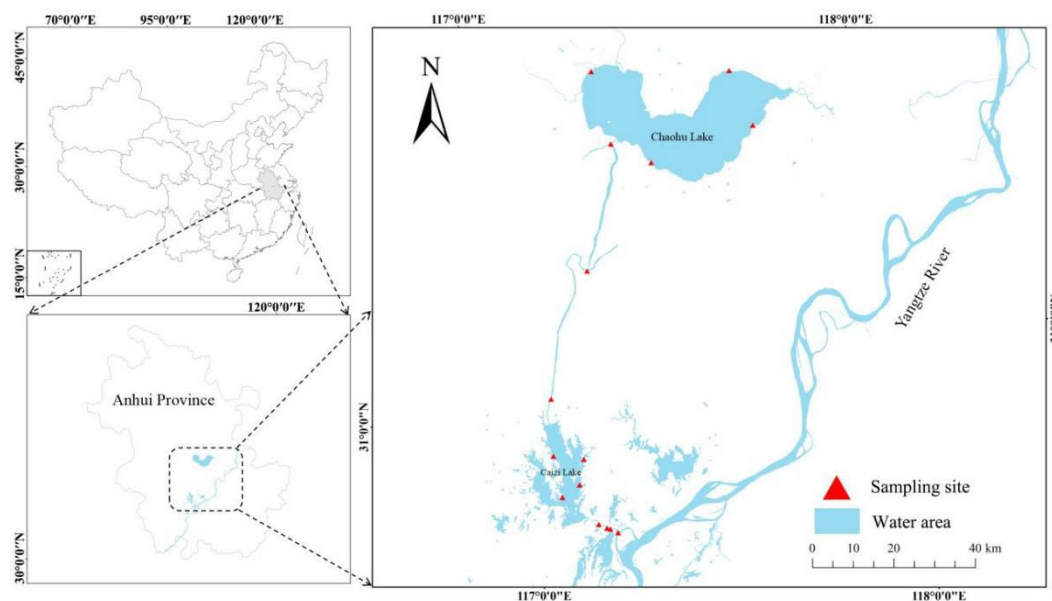 70°0'0"E 95°0'0"E 120°0'0"E
45°0'0"N
30°0'0"N
15°0'0"N
120°0'0"E
Anhui Province
30°0'0"N
117°0'0"E 118°0'0"E
N
Chaohu Lake
Yangtze River
31°0'0"N
Caizi Lake
Sampling site
Water area
0 10 20 40 km
117°0'0"E 118°0'0"E